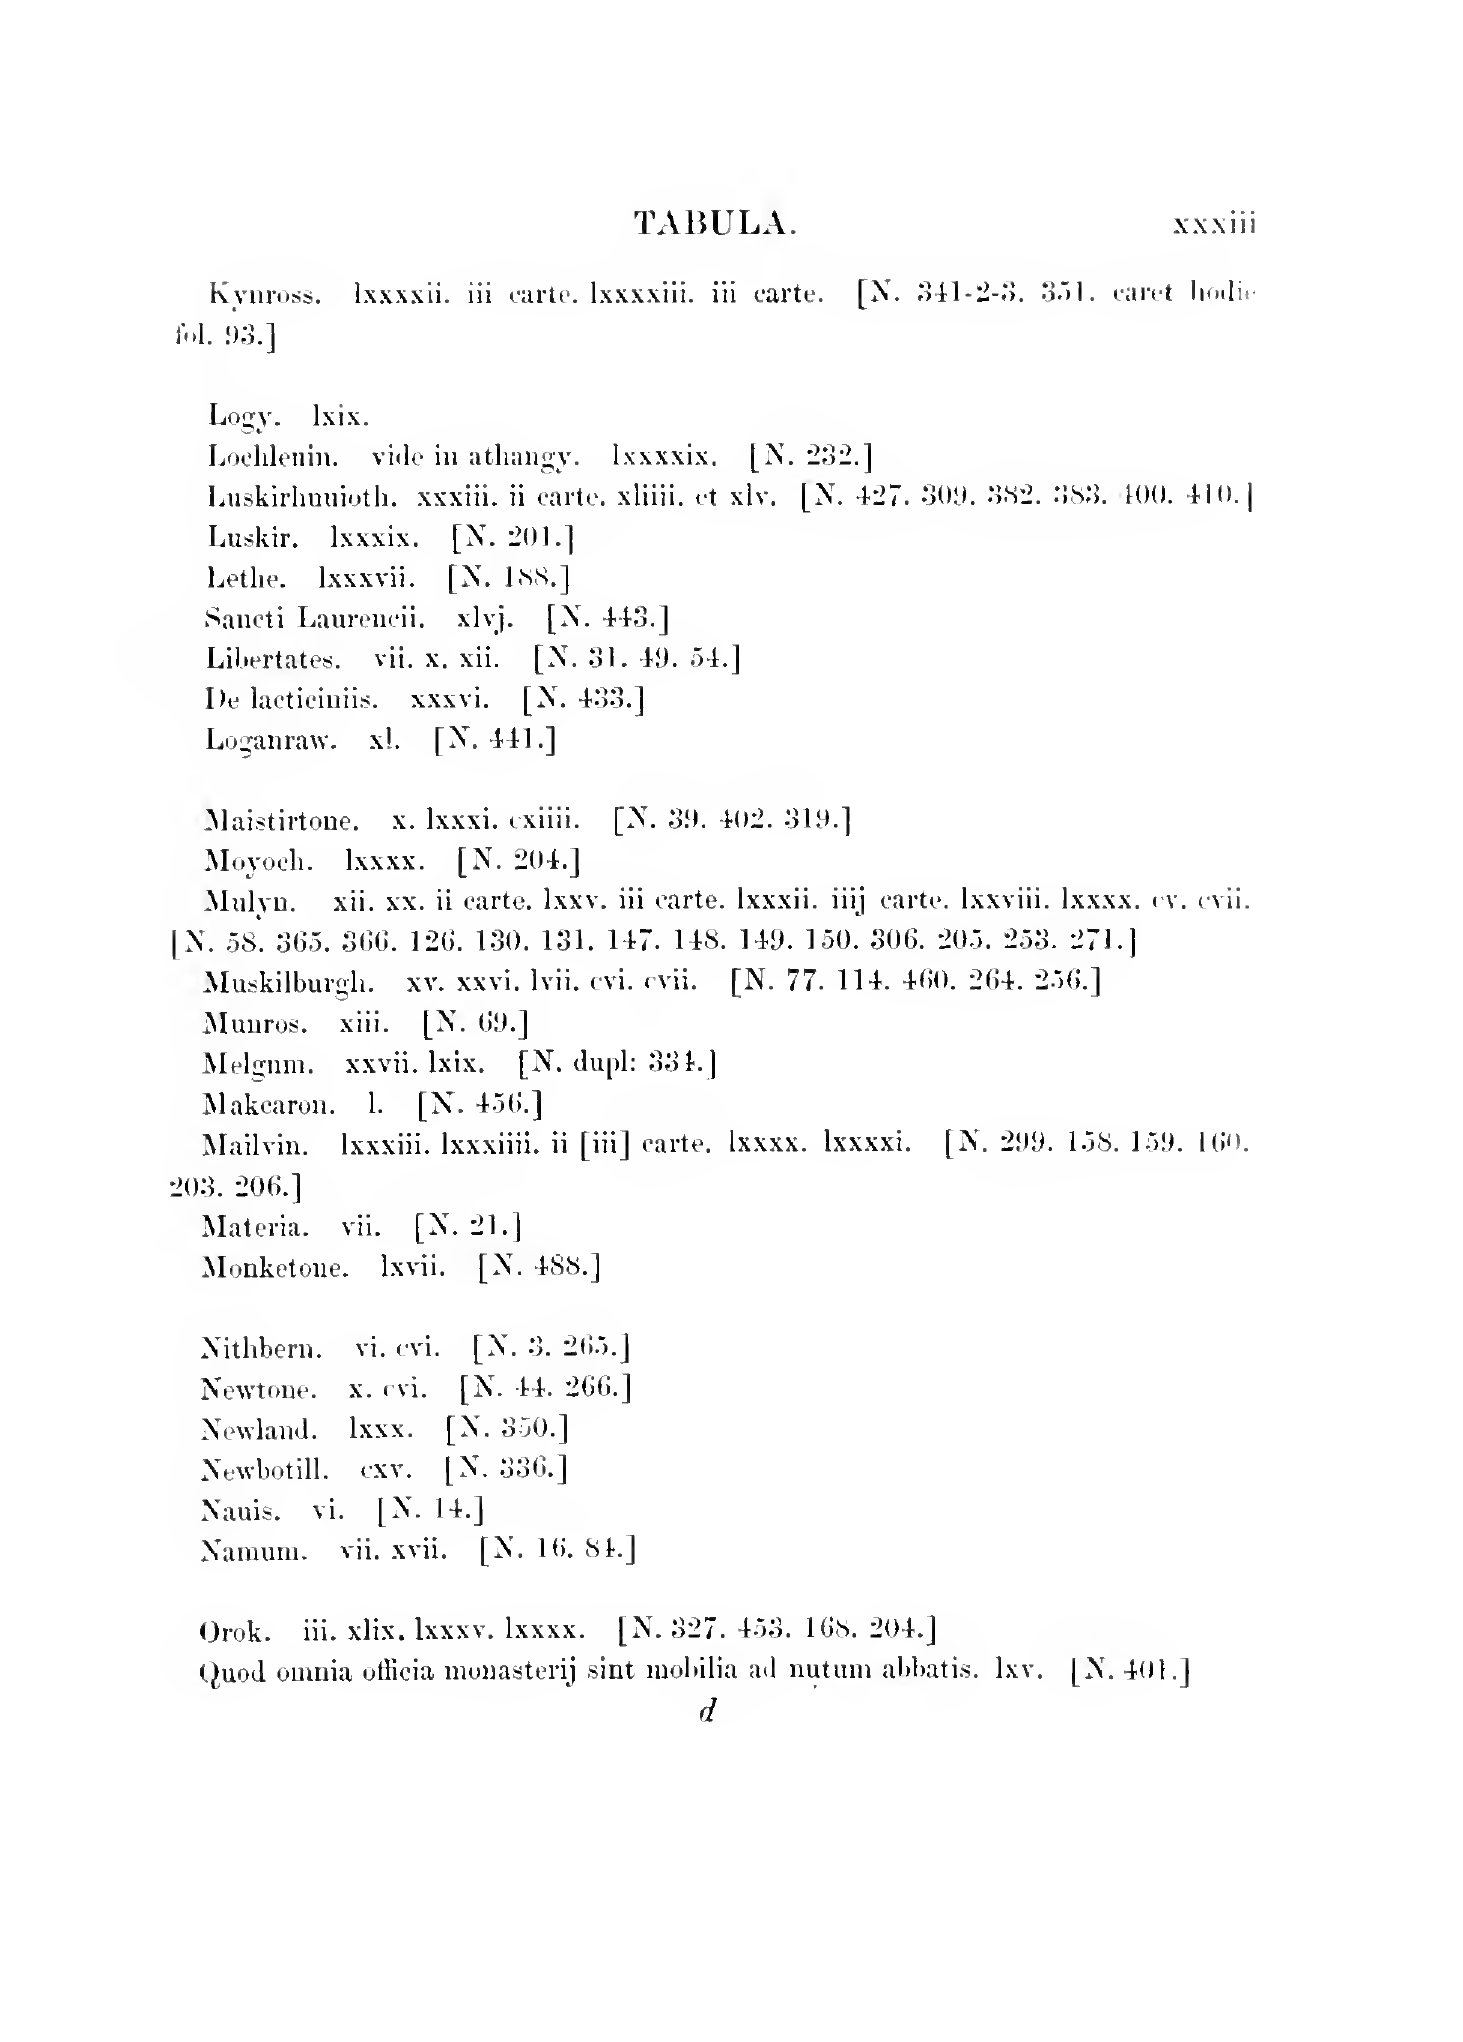 TABULA. xxxiii
Kynross. lxxxxii. iii carte. lxxxxiii. iii carte. [N. 341-2-3. 351. caret hodie
fol. 93.]
Logy. lxix.
Lochlenin. vide in athangy. lxxxxix. [N. 232.]
Luskirhunioth. xxxiii. ii carte. xliiii. et xlv. [N. 427. 309. 382. 383. 400. 410.]
Luskir. lxxxix. [N. 201.]
Lethe. lxxxvii. [N. 188.]
Sancti Laurencii. xlvj. [N. 443.]
Libertates. vii. x. xii. [N. 31. 49. 54.]
De lacticiniis. xxxvi. [N. 433.]
Loganraw. xl. [N. 441.]
Maistirtone. x. lxxxi. cxiiii. [N. 39. 402. 319.]
Moyoch. lxxxx. [N. 204.]
Mulyn. xii. xx. ii carte. lxxv. iii carte. lxxxii. iiij carte. lxxviii. lxxxx. cv. cvii.
[N. 58. 365. 366. 126. 130. 131. 147. 148. 149. 150. 306. 205. 253. 271.]
Muskilburgh. xv. xxvi. lvii. cvi. cvii. [N. 77. 114. 460. 264. 256.]
Munros. xiii. [N. 69.]
Melgnm. xxvii. lxix. [N. dupl: 334.]
Makcaron. l. [N. 456.]
Mailvin. lxxxiii. lxxxiiii. ii [iii] carte. lxxxx. lxxxxi. [N. 299. 158. 159. 160.
203. 206.]
Materia. vii. [N. 21.]
Monketone. lxvii. [N. 488.]
Nithbern. vi. cvi. [N. 3. 265.]
Newtone. x. cvi. [N. 44. 266.]
Newland. lxxx. [N. 350.]
Newbotill. cxv. [N. 336.]
Nauis. vi. [N. 14.]
Namum. vii. xvii. [N. 16. 84.]
Orok. iii. xlix. lxxxv. lxxxx. [N. 327. 453. 168. 204.]
Quod omnia officia monasterij sint mobilia ad nutum abbatis. lxv. [N. 401.]
d